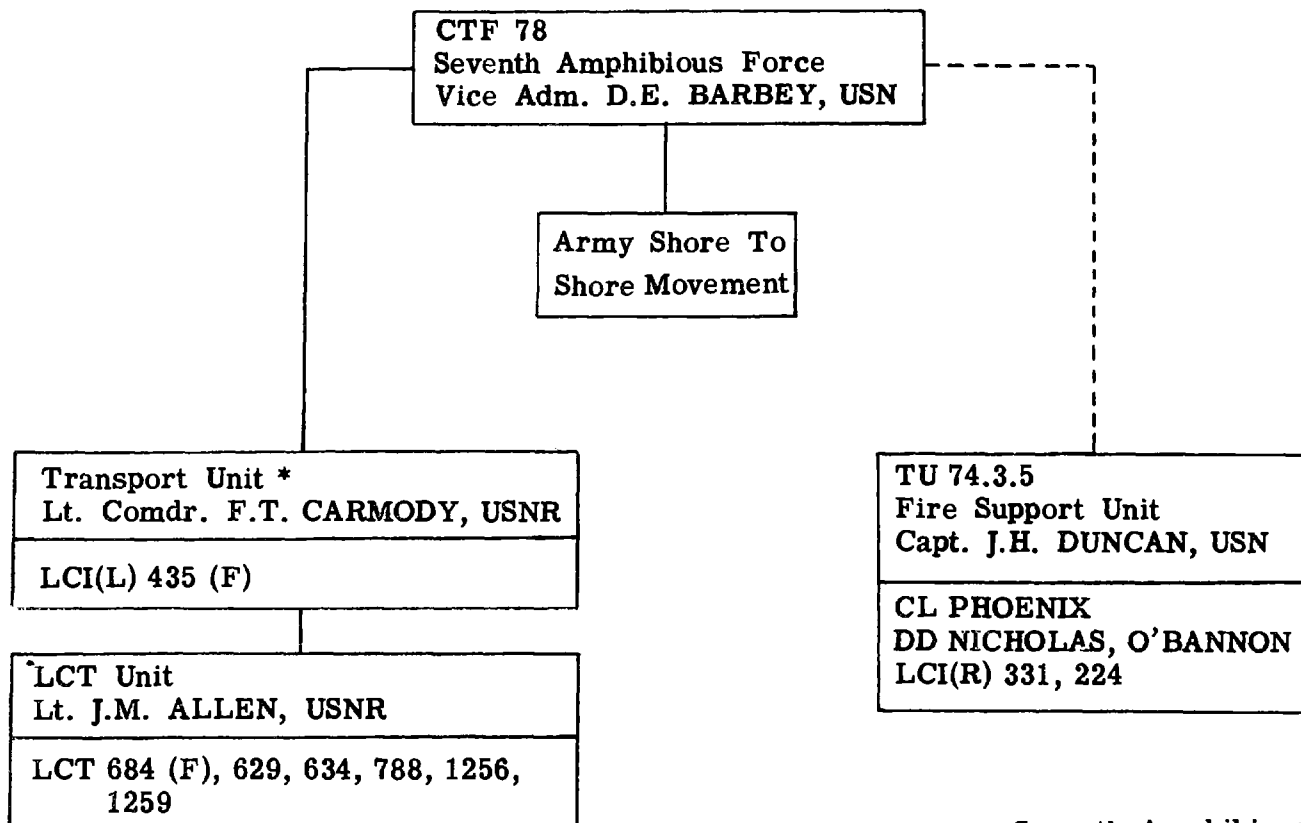 CTF 78
Seventh Amphibious Force
Vice Adm. D.E. BARBEY, USN
Army Shore To
Shore Movement
Transport Unit *
Lt. Comdr. F.T. CARMODY, USNR
LCI(L) 435 (F)
LCT Unit
Lt. J.M. ALLEN, USNR
LCT 684 (F), 629, 634, 788, 1256,
1259
TU 74.3.5
Fire Support Unit
Capt. J.H. DUNCAN, USN
CL PHOENIX
DD NICHOLAS, O'BANNON
LCI(R) 331, 224